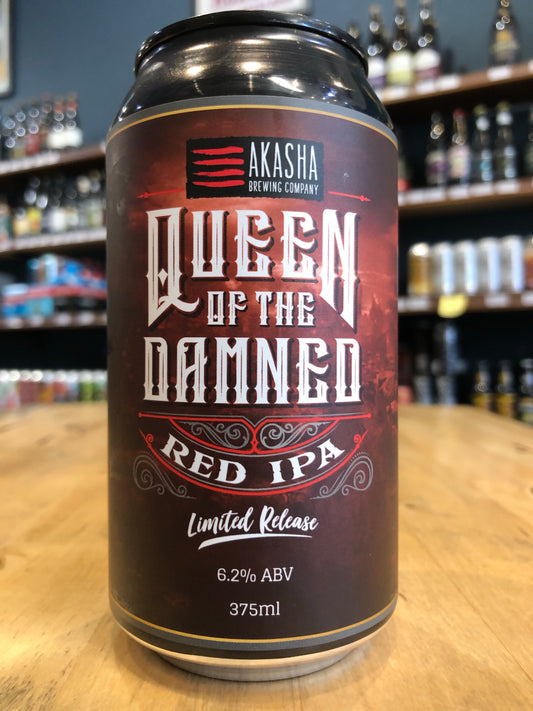 AKASHA
BREWING COMPANY
QUEEN
OF THE
DAMNED
RED IPA
Limited Release
6.2% ABV
375ml